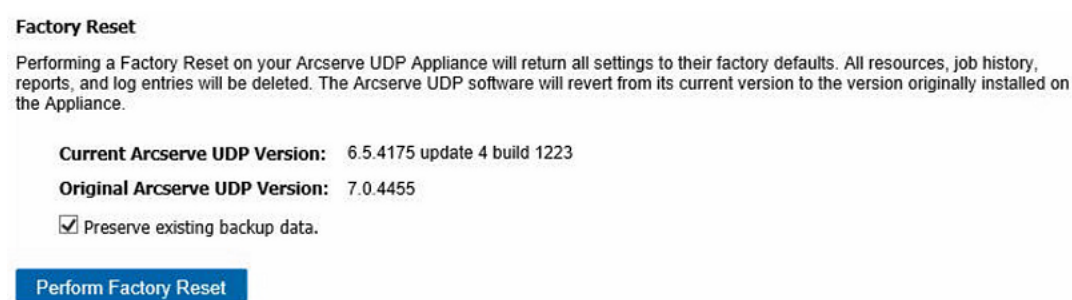 Factory Reset
Performing a Factory Reset on your Arcserve UDP Appliance will return all settings to their factory defaults. All resources, job history,
reports, and log entries will be deleted. The Arcserve UDP software will revert from its current version to the version originally installed on
the Appliance.
Current Arcserve UDP Version: 6.5.4175 update 4 build 1223
Original Arcserve UDP Version: 7.0.4455
Preserve existing backup data.
Perform Factory Reset